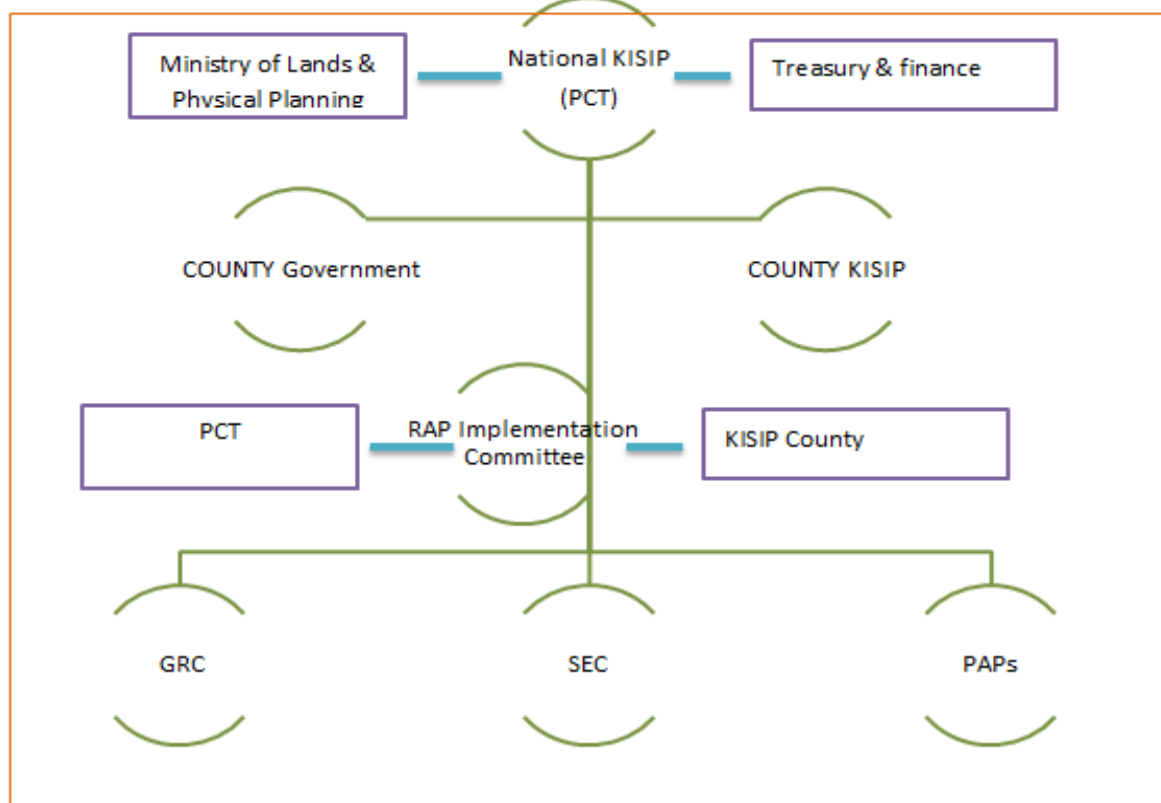 Ministry of Lands &
Physical Planning
National KISIP
(PCT)
Treasury & finance
COUNTY Government
COUNTY KISIP
PCT
RAP Implementation
Committee
KISIP County
GRC
SEC
PAPs